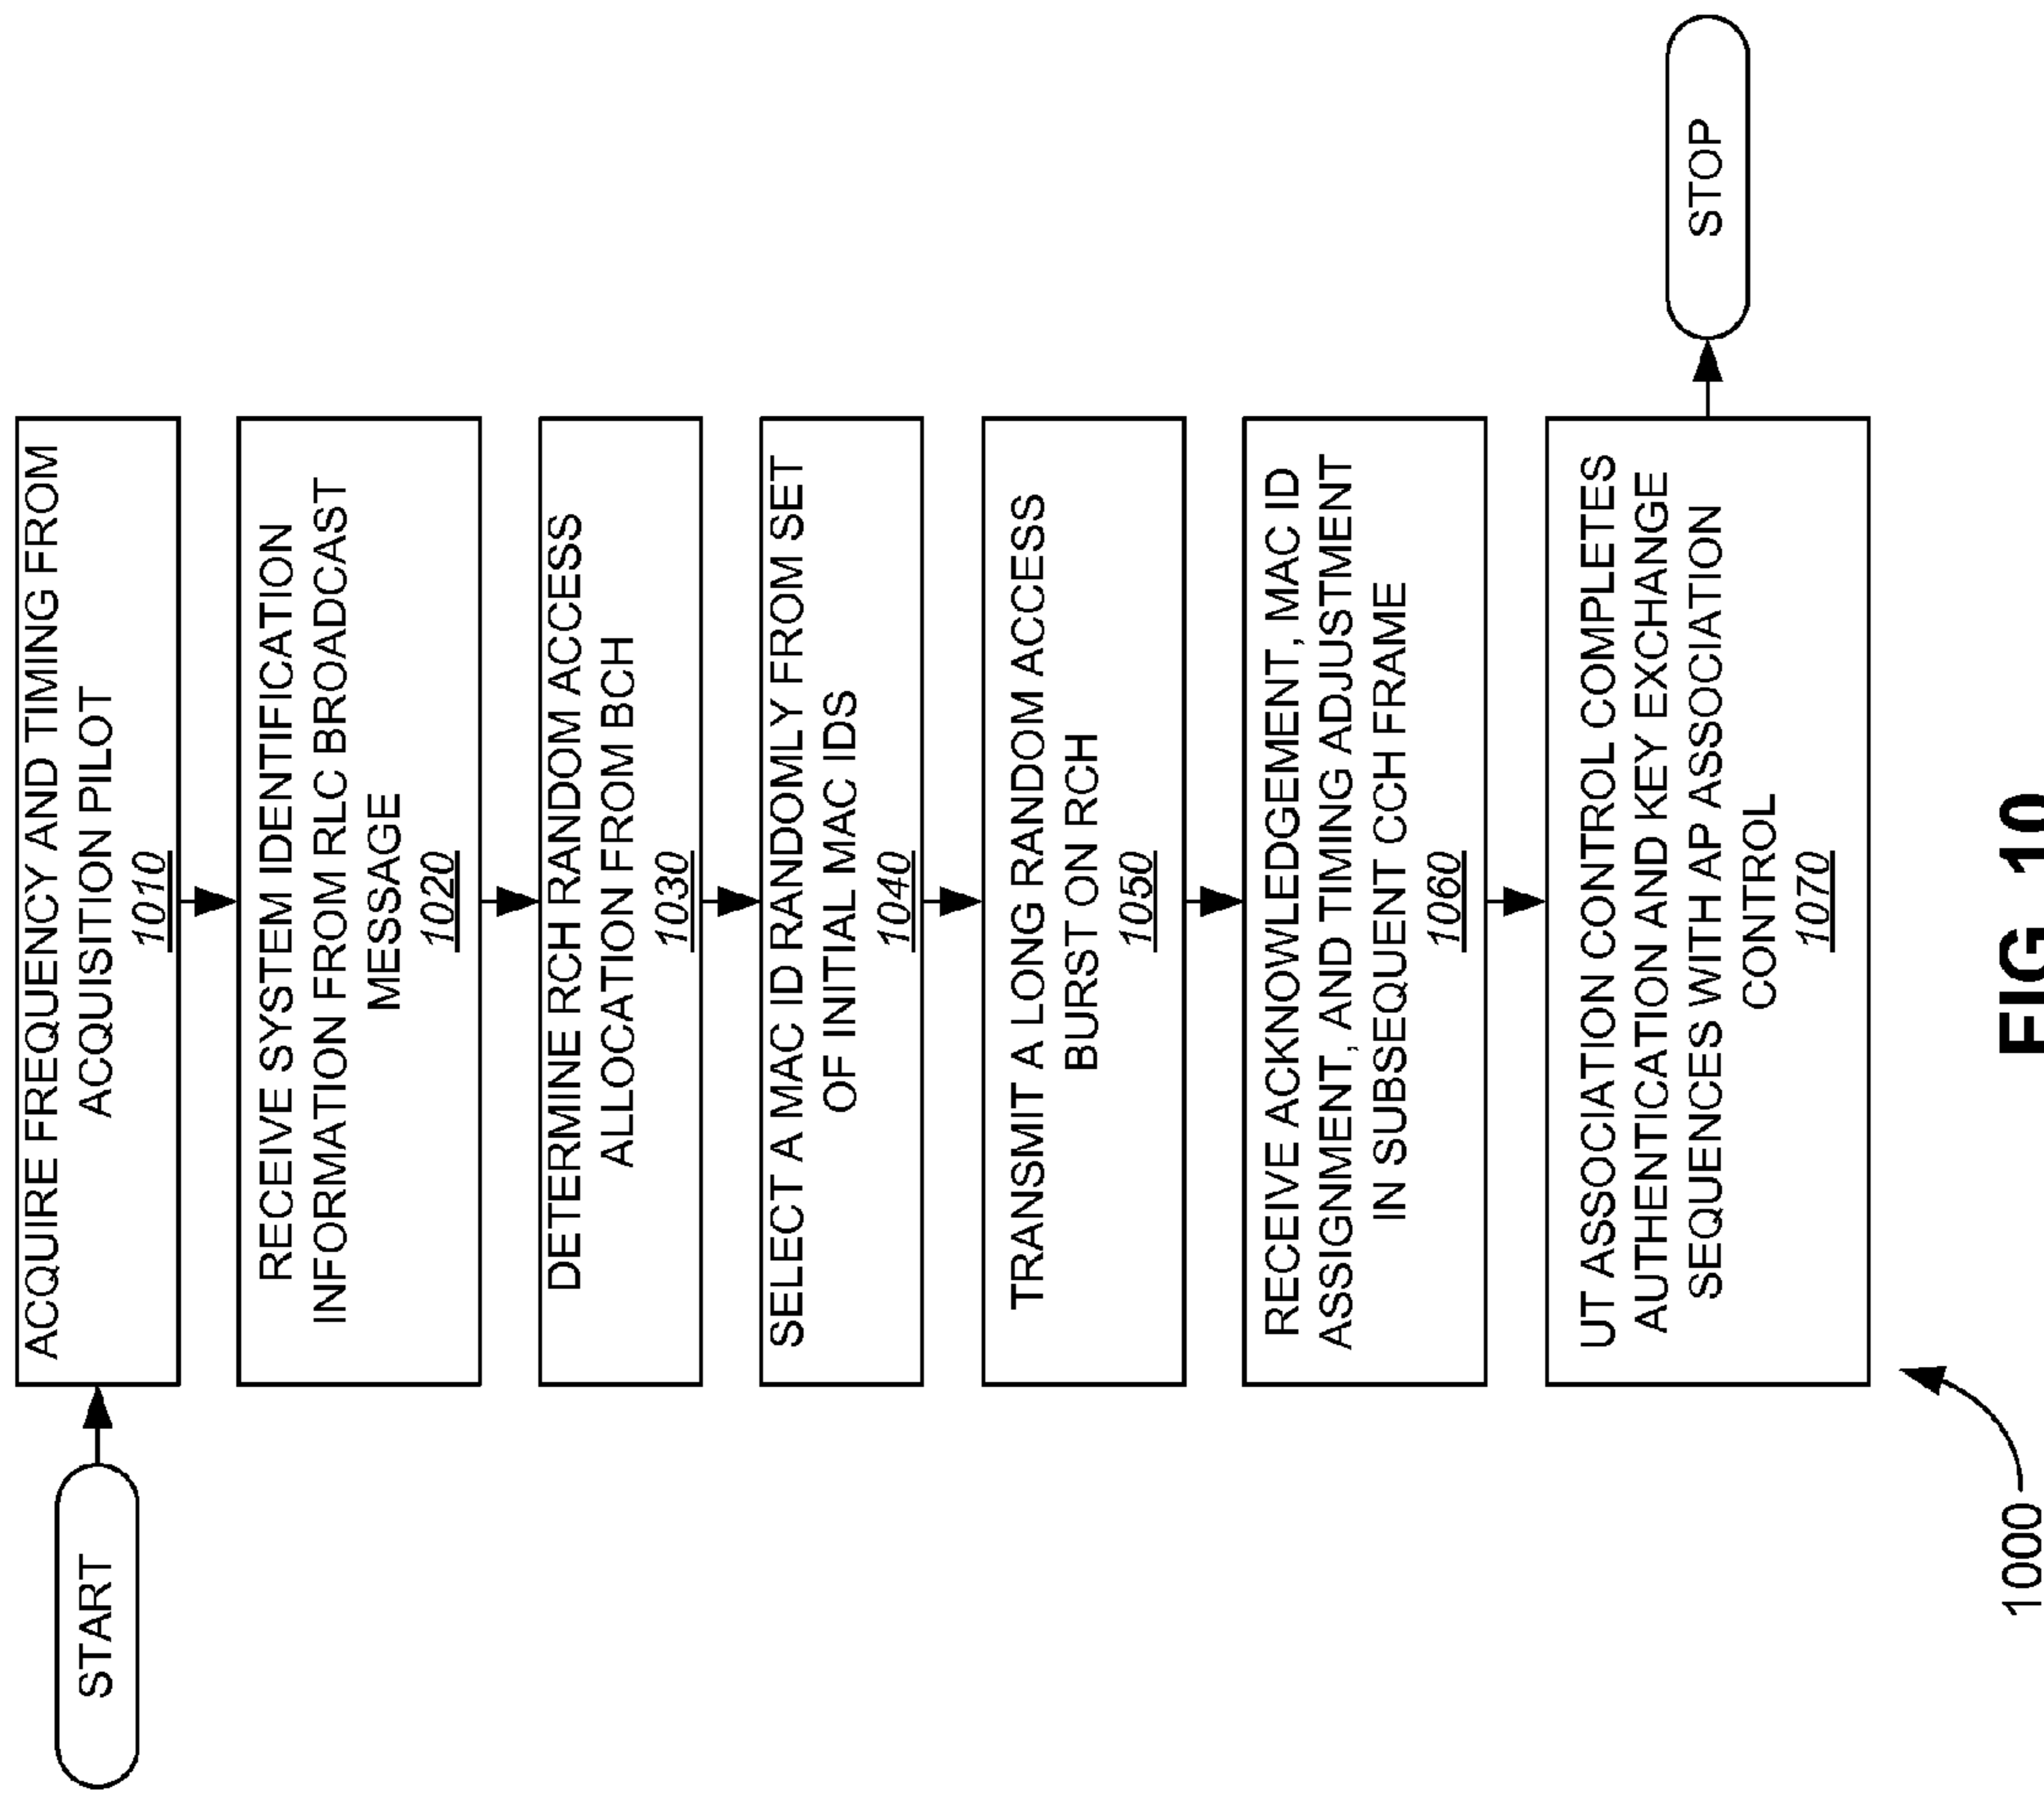 START
ACQUIRE FREQUENCY AND TIMING FROM
ACQUISITION PILOT
1010
RECEIVE SYSTEM IDENTIFICATION
INFORMATION FROM RLC BROADCAST
MESSAGE
1020
DETERMINE RCH RANDOM ACCESS
ALLOCATION FROM BCH
1030
SELECT A MAC ID RANDOMLY FROM SET
OF INITIAL MAC IDS
1040
TRANSMIT A LONG RANDOM ACCESS
BURST ON RCH
1050
RECEIVE ACKNOWLEDGEMENT, MAC ID
ASSIGNMENT, AND TIMING ADJUSTMENT
IN SUBSEQUENT CCH FRAME
1060
UT ASSOCIATION CONTROL COMPLETES
AUTHENTICATION AND KEY EXCHANGE
SEQUENCES WITH AP ASSOCIATION
CONTROL
1070
STOP
1000
FIG. 10